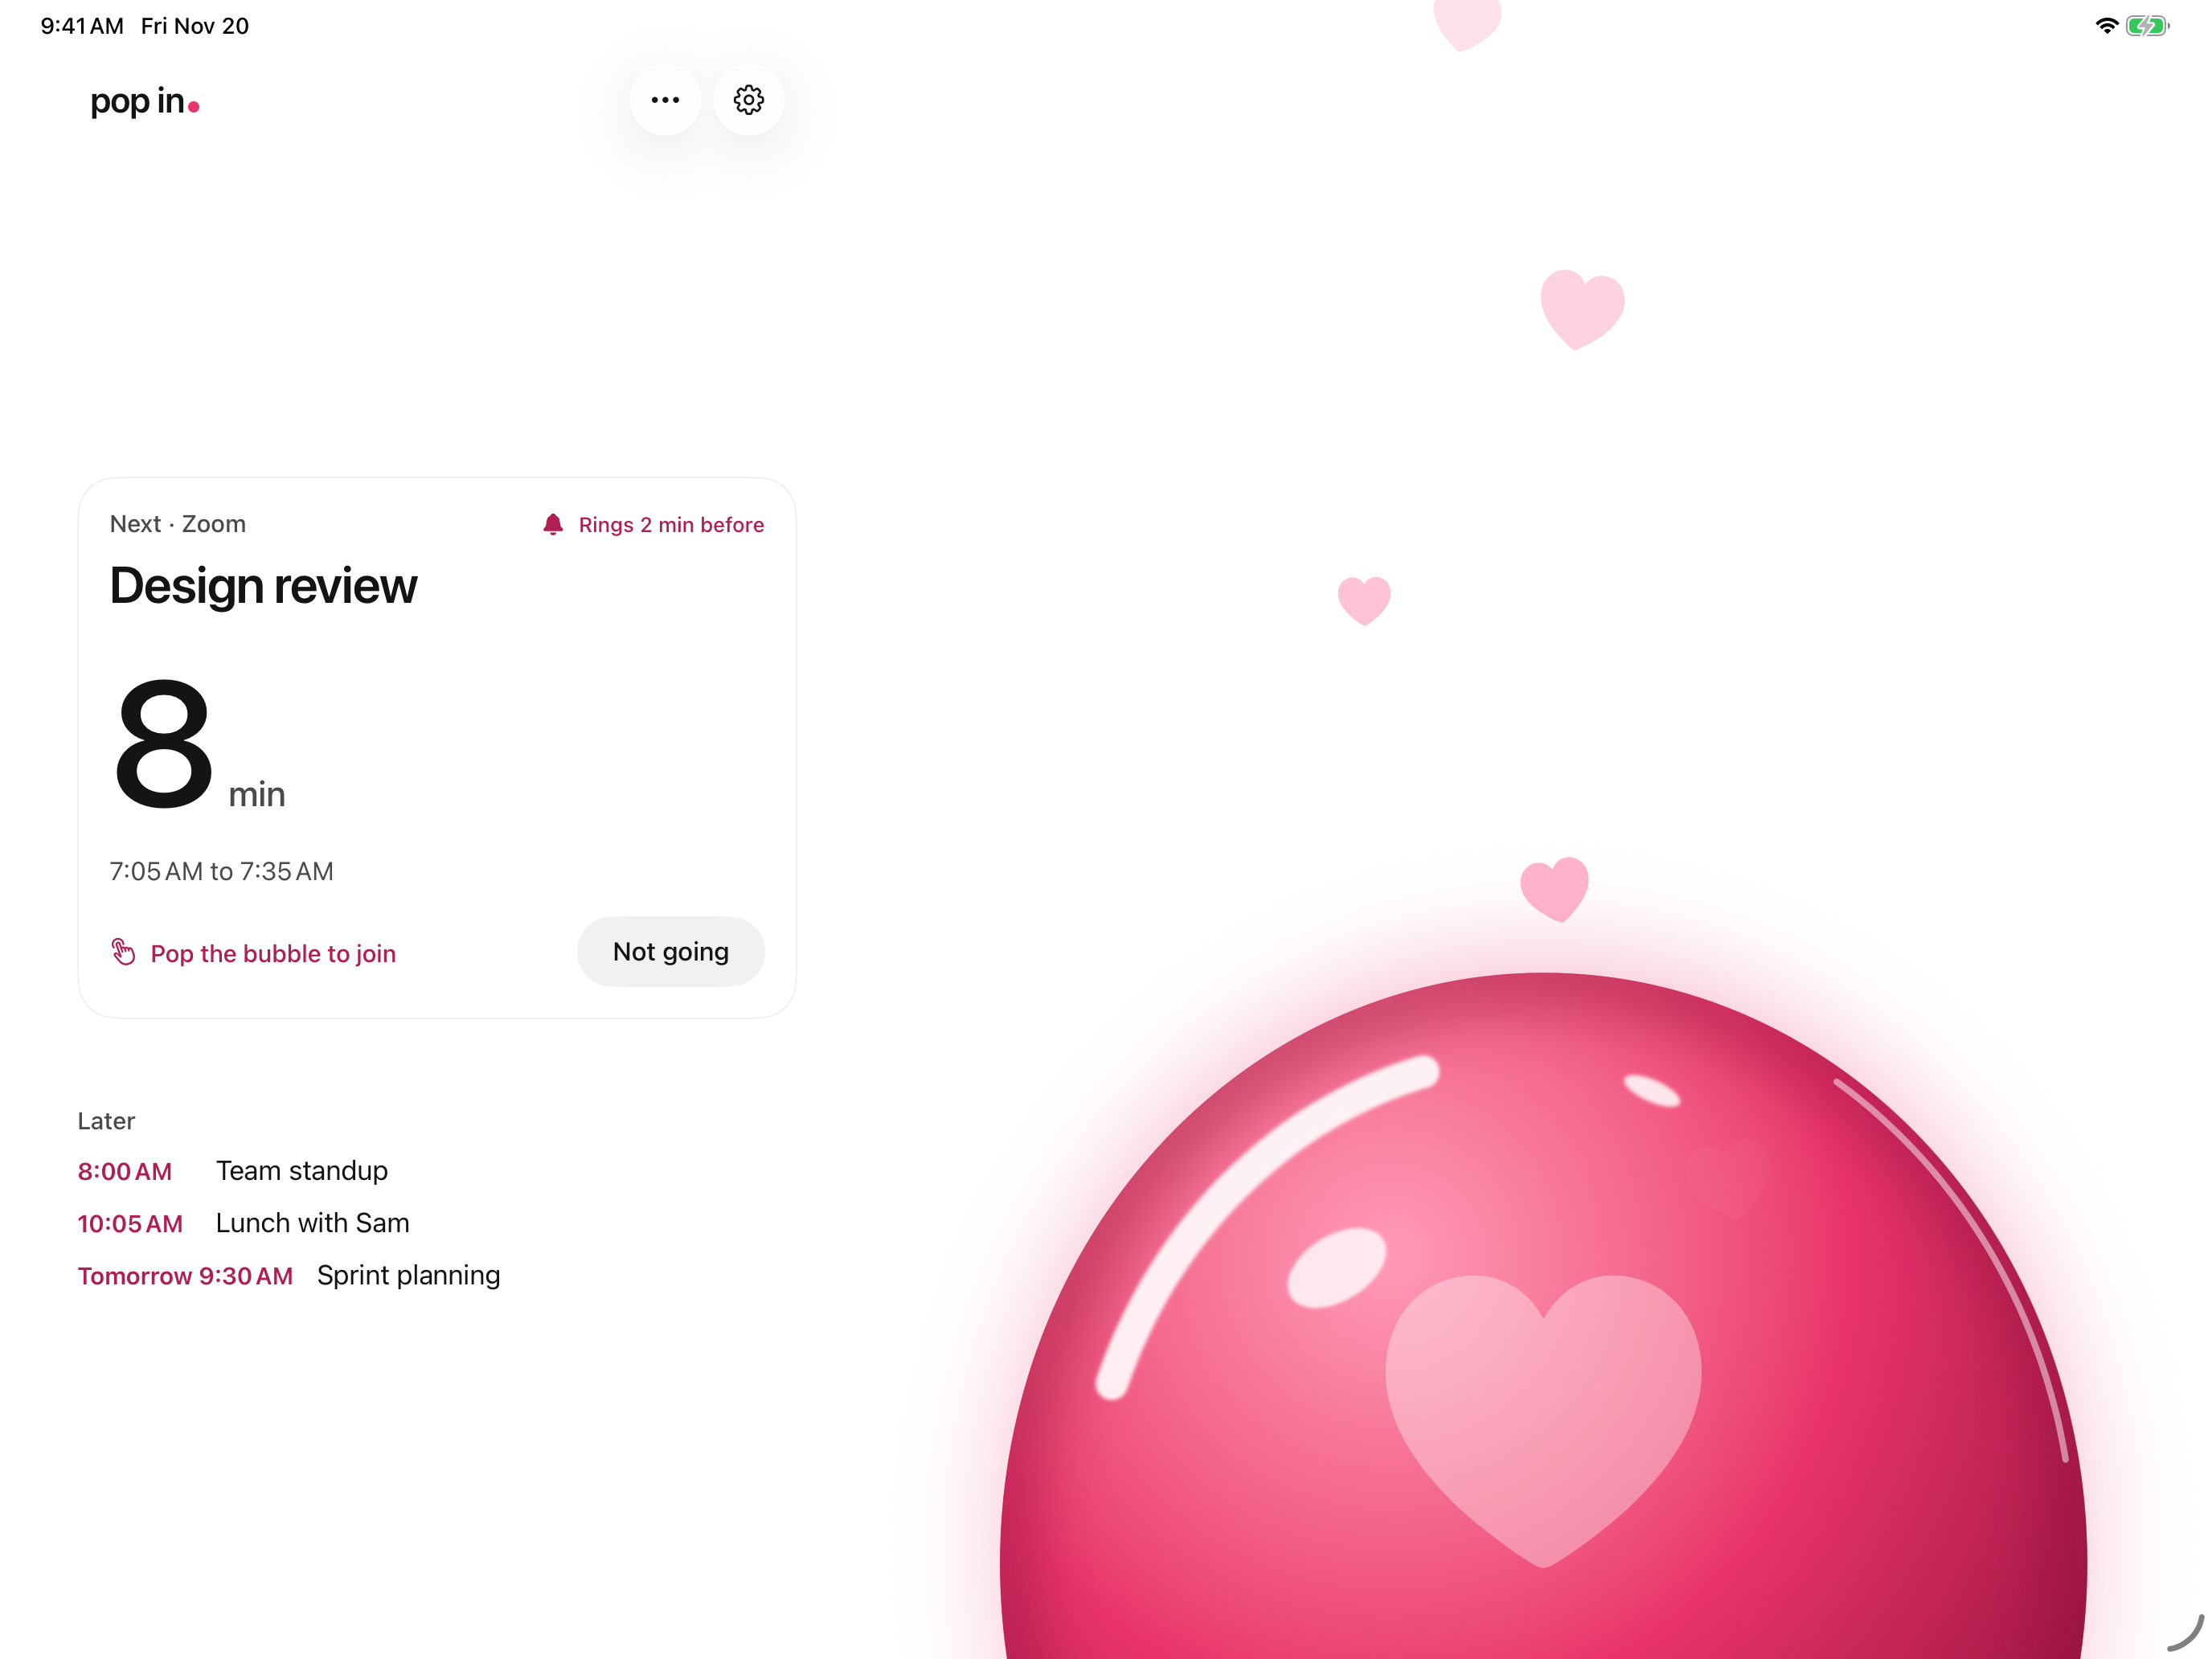 9:41 AM Fri Nov 20
pop in.
Next · Zoom
Rings 2 min before
Design review
8 min
7:05 AM to 7:35 AM
Pop the bubble to join
Not going
Later
8:00 AM Team standup
10:05 AM Lunch with Sam
Tomorrow 9:30 AM Sprint planning